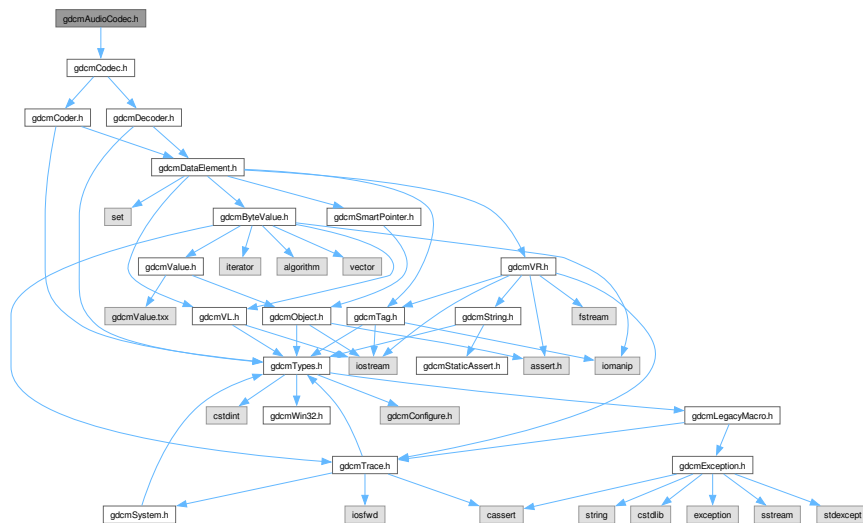 gdcmAudioCodec.h
gdcmCodec.h
gdcmCoder.h
gdcmDecoder.h
gdcmDataElement.h
set
gdcmByteValue.h
gdcmSmartPointer.h
gdcmValue.h
iterator
algorithm
vector
gdcmVR.h
gdcmValue.txx
gdcmVL.h
gdcmObject.h
gdcmTag.h
gdcmString.h
fstream
gdcmTypes.h
iostream
gdcmStaticAssert.h
assert.h
iomanip
cstdint
gdcmWin32.h
gdcmConfigure.h
gdcmLegacyMacro.h
gdcmTrace.h
gdcmException.h
gdcmSystem.h
iosfwd
cassert
string
cstdlib
exception
sstream
stdexcept